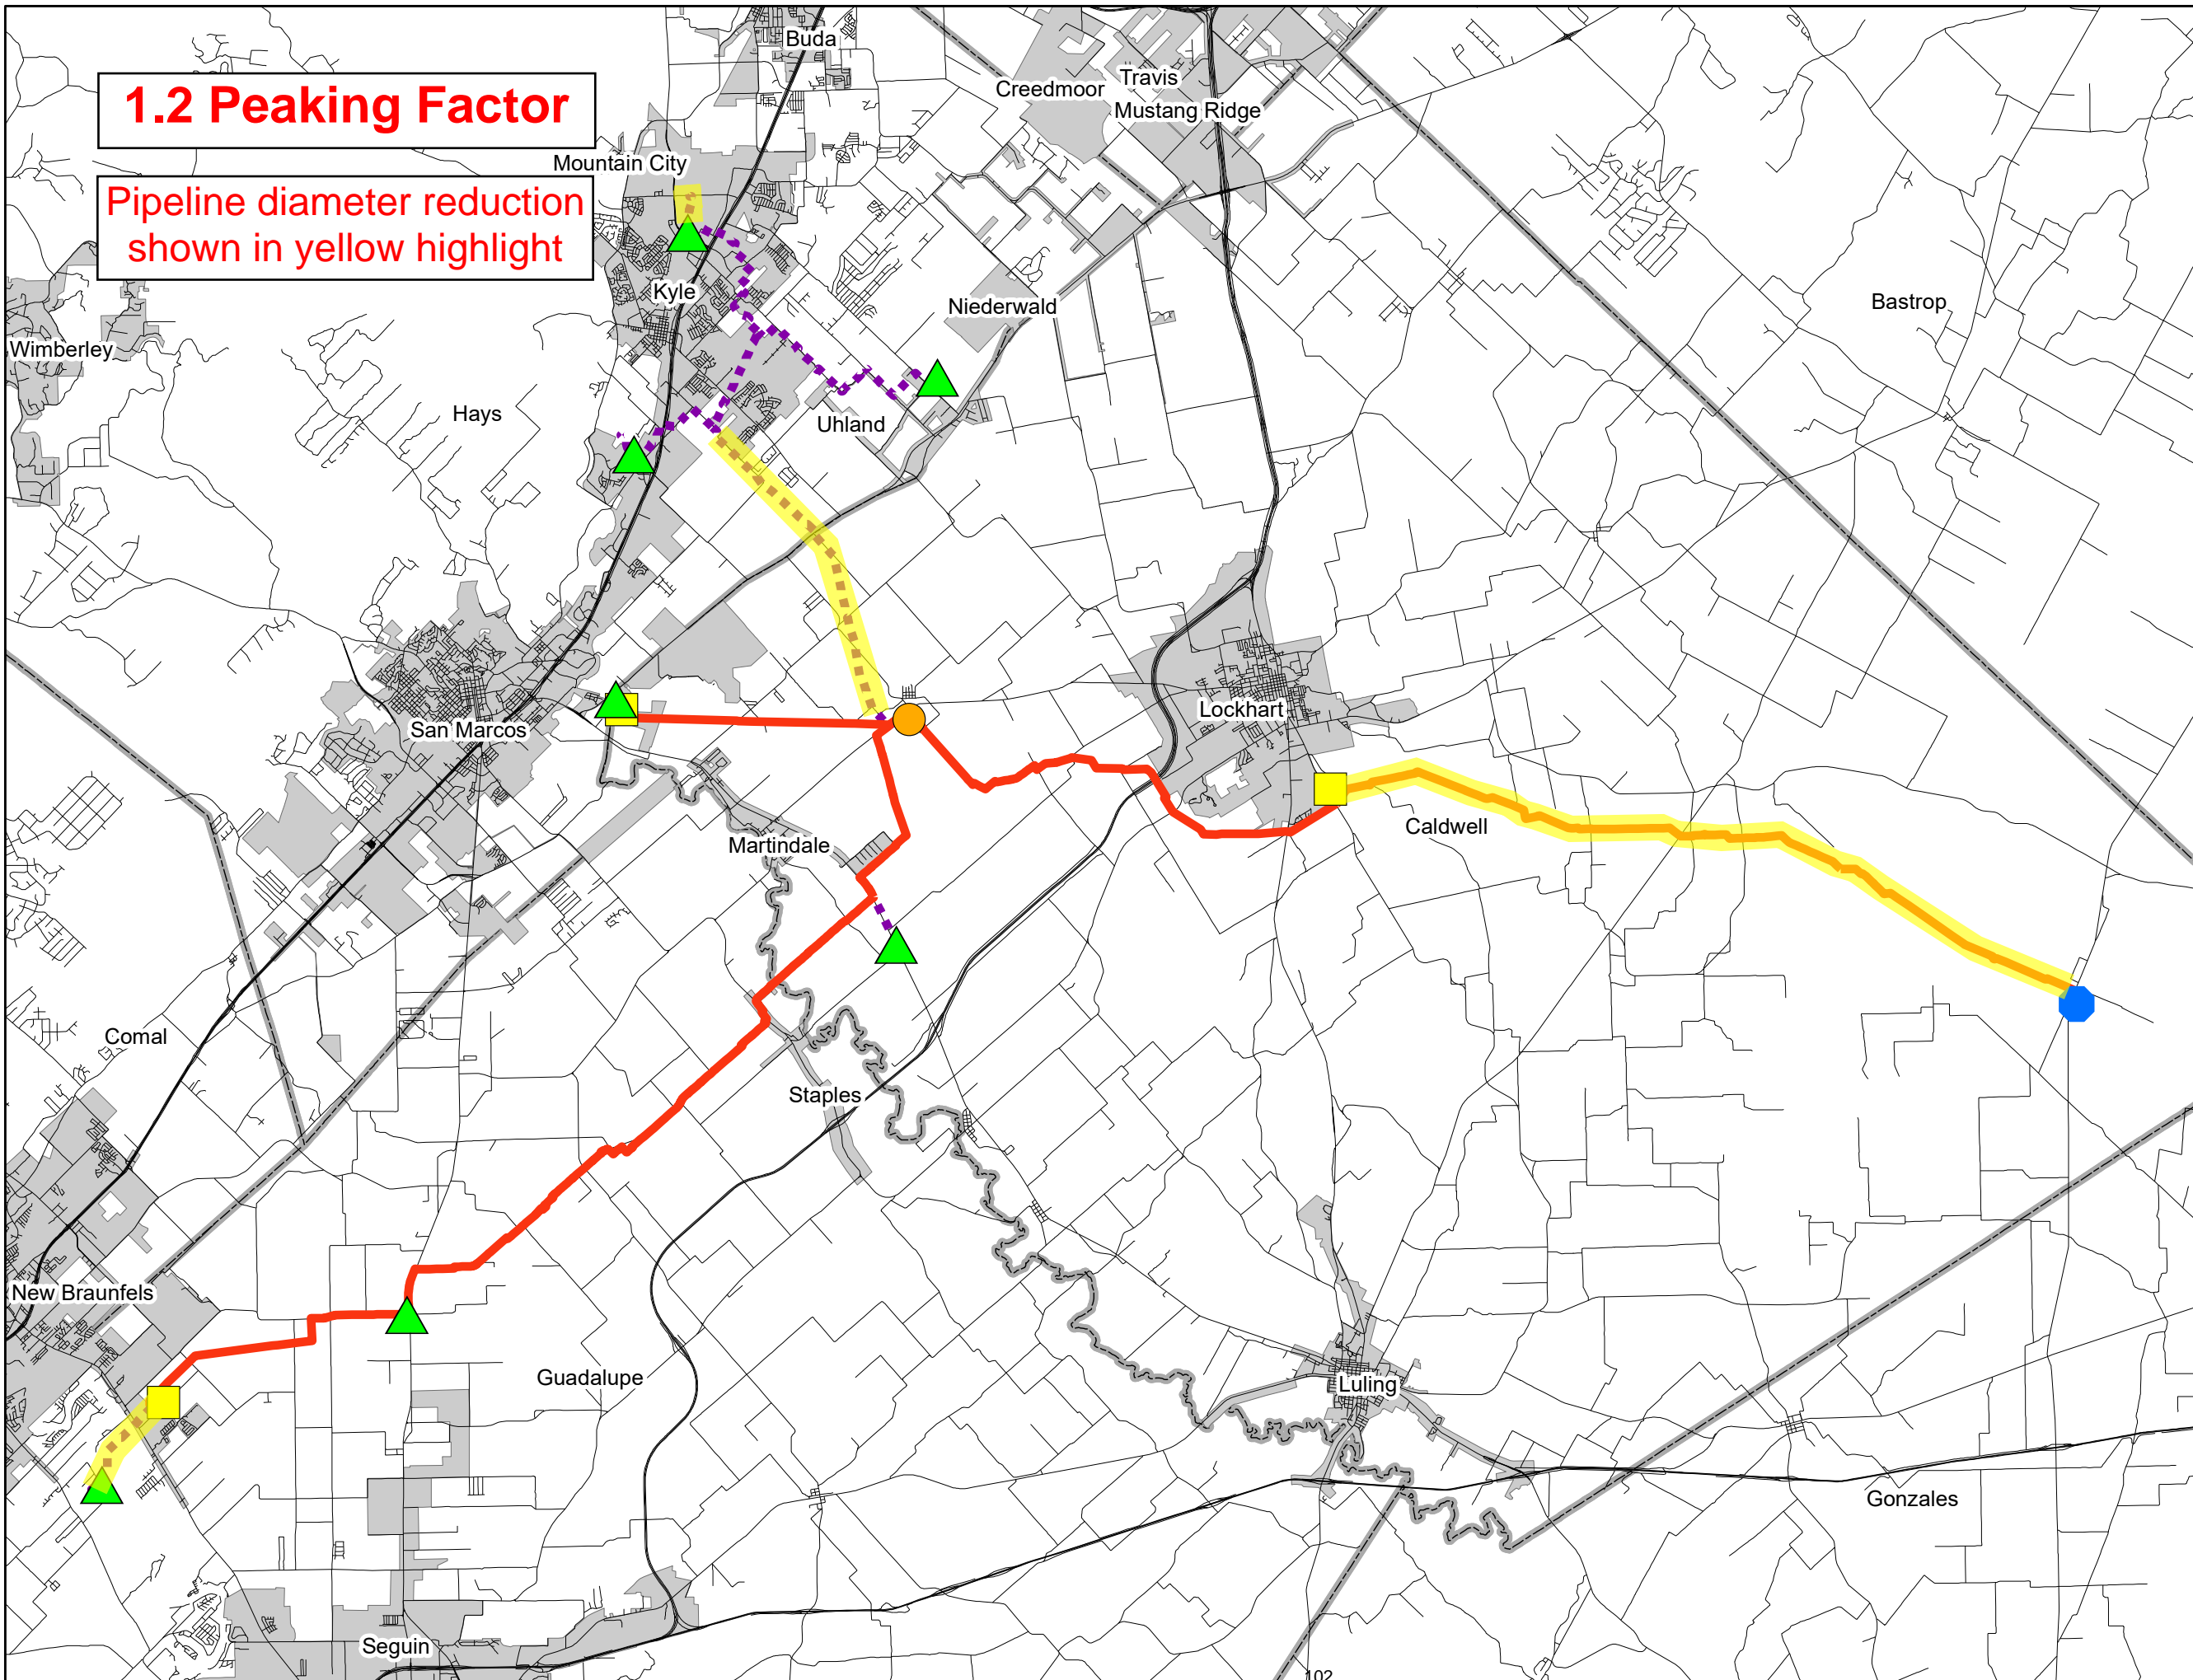 Buda
1.2 Peaking Factor
Travis
Creedmoor
Mustang Ridge
Mountain City
Pipeline diameter reduction
shown in yellow highlight
Kyle
Niederwald
Bastrop
Wimberley
Hays
Uhland
Lockhart
San Marcos
Caldwell
Martindale
Comal
Staples
New Braunfels
Guadalupe
Luling
Gonzales
Seguin
102